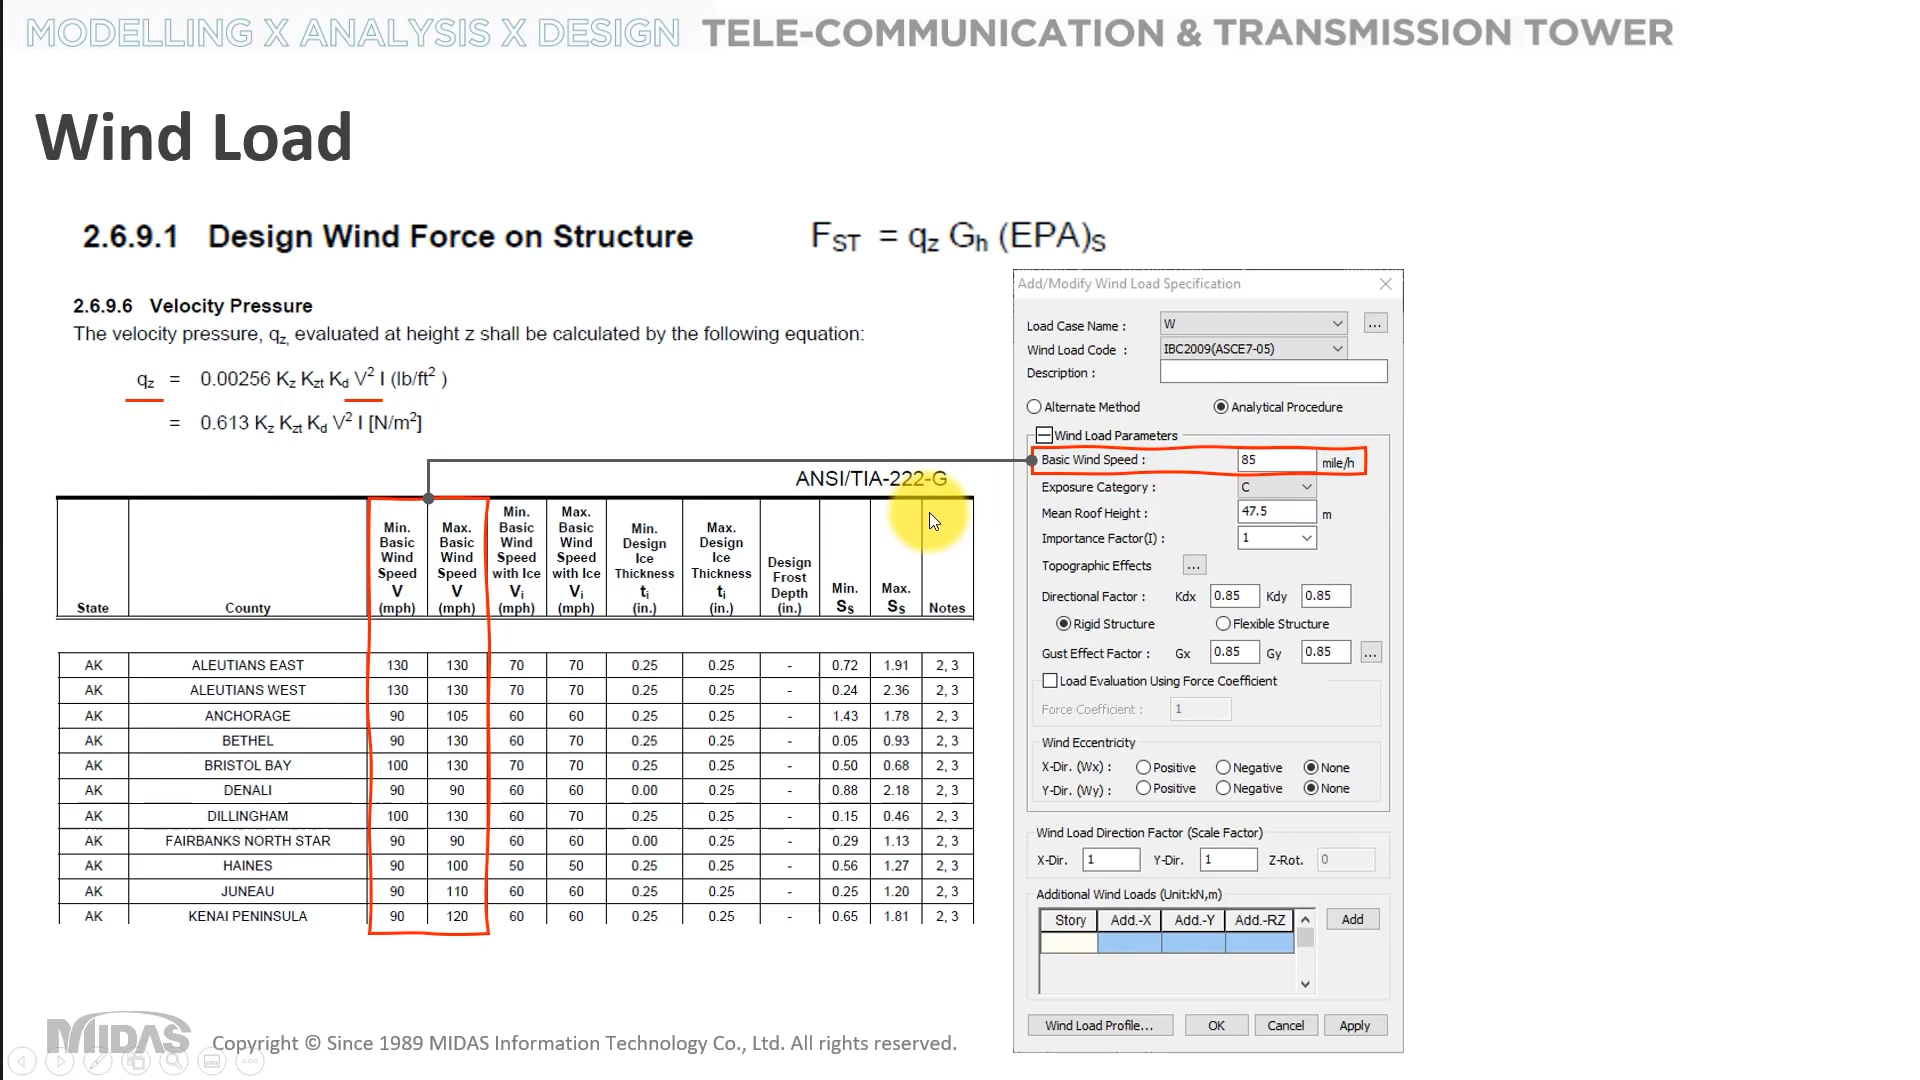 MODELLING X ANALYSIS X DESIGN TELE-COMMUNICATION & TRANSMISSION TOWER
Wind Load
2.6.9.1 Design Wind Force on Structure
F_ST = q_z G_h (EPA)_S
2.6.9.6 Velocity Pressure
The velocity pressure, q_z, evaluated at height z shall be calculated by the following equation:
q_z = 0.00256 K_z K_zt K_d V² I (lb/ft²)
= 0.613 K_z K_zt K_d V² I [N/m²]
ANSI/TIA-222-G
State County Min. Basic Wind Speed V (mph) Max. Basic Wind Speed V (mph) Min. Basic Wind Speed with Ice V_i (mph) Max. Basic Wind Speed with Ice V_i (mph) Min. Design Ice Thickness t_i (in.) Max. Design Ice Thickness t_i (in.) Design Frost Depth (in.) Min. S_S Max. S_S Notes
AK ALEUTIANS EAST 130 130 70 70 0.25 0.25 - 0.72 1.91 2, 3
AK ALEUTIANS WEST 130 130 70 70 0.25 0.25 - 0.24 2.36 2, 3
AK ANCHORAGE 90 105 60 60 0.25 0.25 - 1.43 1.78 2, 3
AK BETHEL 90 130 60 70 0.25 0.25 - 0.05 0.93 2, 3
AK BRISTOL BAY 100 130 70 70 0.25 0.25 - 0.50 0.68 2, 3
AK DENALI 90 90 60 60 0.00 0.25 - 0.88 2.18 2, 3
AK DILLINGHAM 100 130 60 70 0.25 0.25 - 0.15 0.46 2, 3
AK FAIRBANKS NORTH STAR 90 90 60 60 0.00 0.25 - 0.29 1.13 2, 3
AK HAINES 90 100 50 50 0.25 0.25 - 0.56 1.27 2, 3
AK JUNEAU 90 110 60 60 0.25 0.25 - 0.25 1.20 2, 3
AK KENAI PENINSULA 90 120 60 60 0.25 0.25 - 0.65 1.81 2, 3
Add/Modify Wind Load Specification
Load Case Name : W ...
Wind Load Code : IBC2009(ASCE7-05)
Description :
Alternate Method Analytical Procedure
Wind Load Parameters
Basic Wind Speed : 85 mile/h
Exposure Category : C
Mean Roof Height : 47.5 m
Importance Factor(I) : 1
Topographic Effects ...
Directional Factor : Kdx 0.85 Kdy 0.85
Rigid Structure Flexible Structure
Gust Effect Factor : Gx 0.85 Gy 0.85 ...
Load Evaluation Using Force Coefficient
Force Coefficient : 1
Wind Eccentricity
X-Dir. (Wx) : Positive Negative None
Y-Dir. (Wy) : Positive Negative None
Wind Load Direction Factor (Scale Factor)
X-Dir. 1 Y-Dir. 1 Z-Rot. 0
Additional Wind Loads (Unit:kN,m)
Story Add.-X Add.-Y Add.-RZ Add
Wind Load Profile... OK Cancel Apply
MIDAS Copyright © Since 1989 MIDAS Information Technology Co., Ltd. All rights reserved.